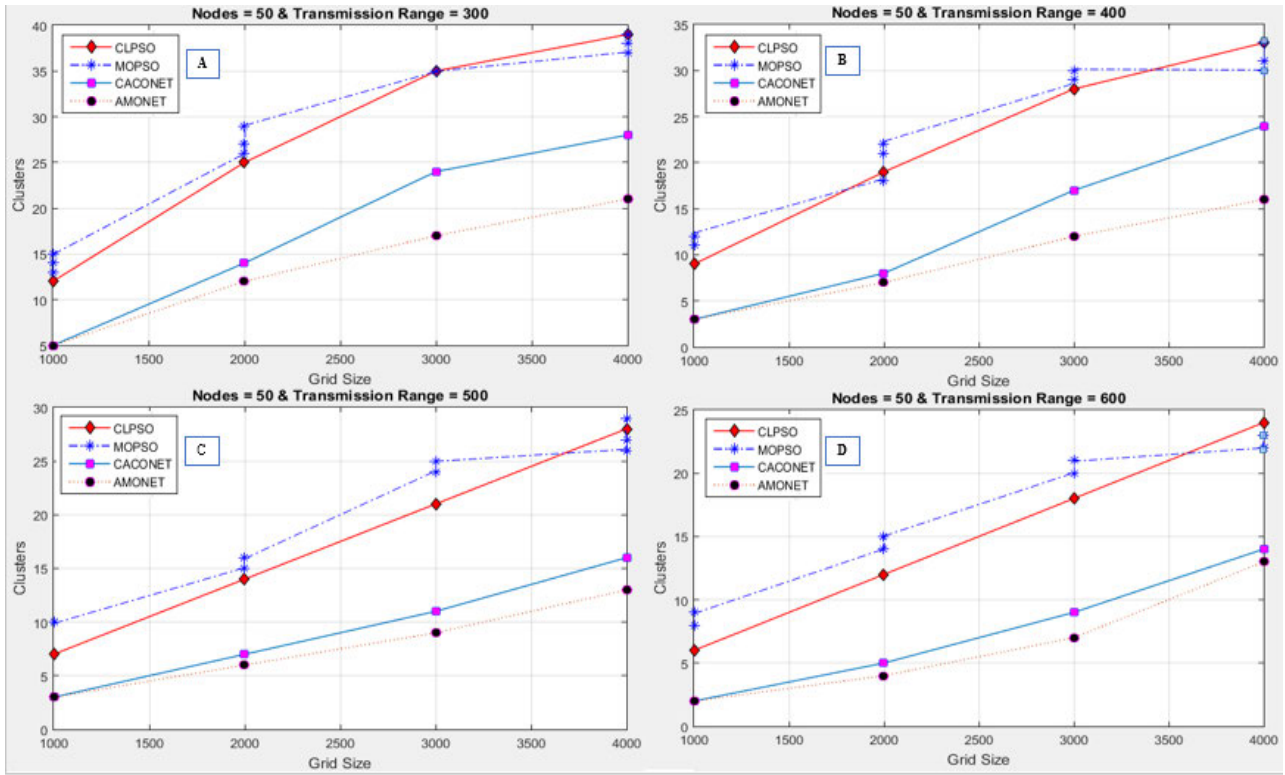 Nodes = 50 & Transmission Range = 300
CLPSO
MOPSO
CACONET
AMONET
A
Clusters
40
35
30
25
20
15
10
5
1000 1500 2000 2500 3000 3500 4000
Grid Size
Nodes = 50 & Transmission Range = 400
CLPSO
MOPSO
CACONET
AMONET
B
Clusters
35
30
25
20
15
10
5
0
1000 1500 2000 2500 3000 3500 4000
Grid Size
Nodes = 50 & Transmission Range = 500
CLPSO
MOPSO
CACONET
AMONET
C
Clusters
30
25
20
15
10
5
0
1000 1500 2000 2500 3000 3500 4000
Grid Size
Nodes = 50 & Transmission Range = 600
CLPSO
MOPSO
CACONET
AMONET
D
Clusters
25
20
15
10
5
0
1000 1500 2000 2500 3000 3500 4000
Grid Size